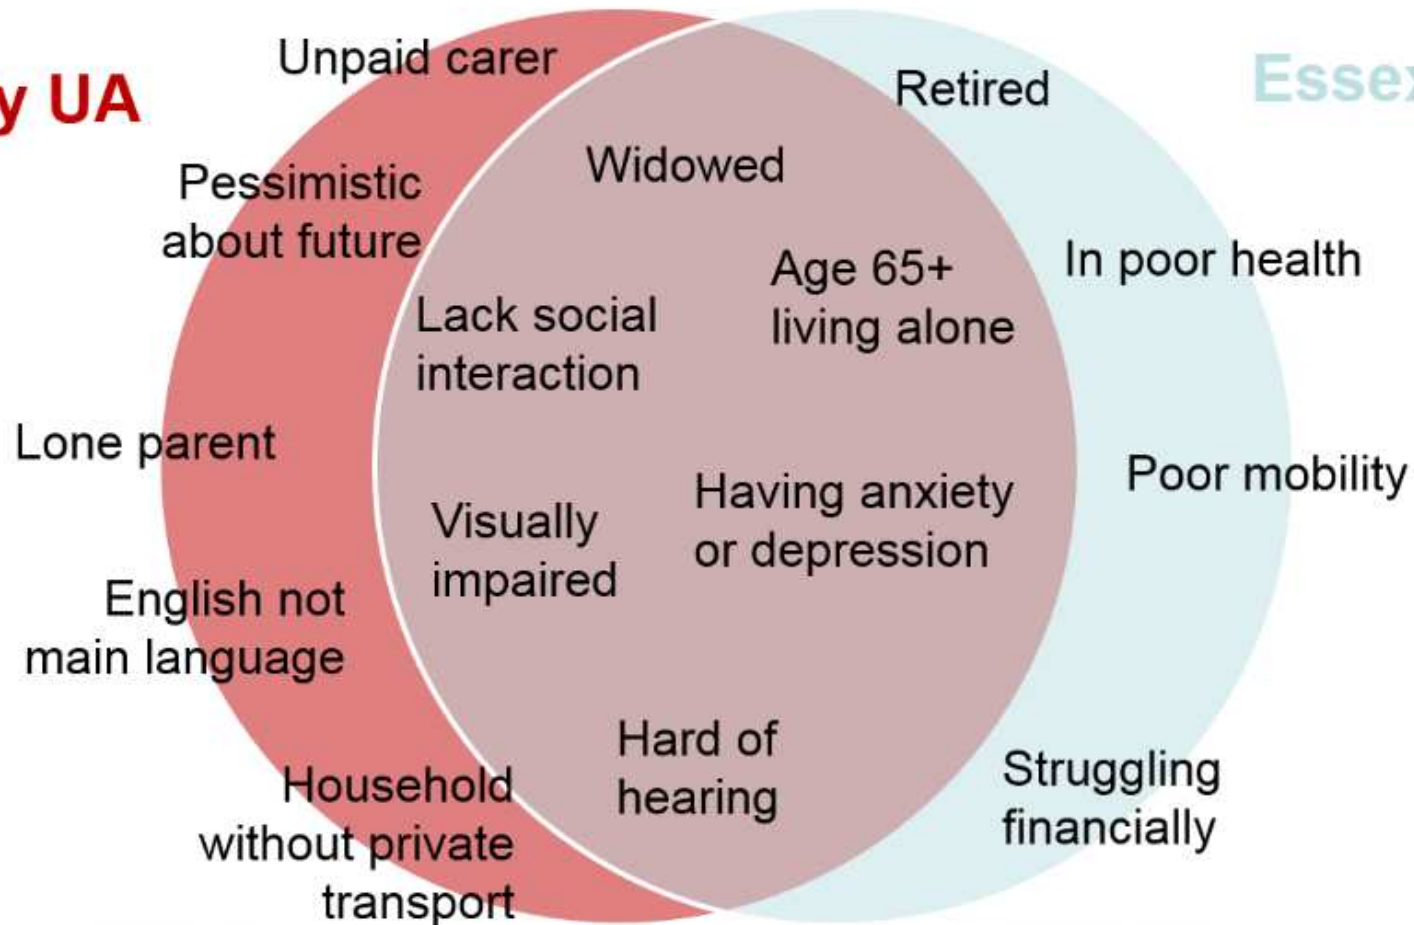 y UA
Essex
Unpaid carer
Retired
Widowed
Pessimistic
about future
Age 65+
living alone
In poor health
Lack social
interaction
Lone parent
Poor mobility
Having anxiety
or depression
Visually
impaired
English not
main language
Hard of
hearing
Struggling
financially
Household
without private
transport